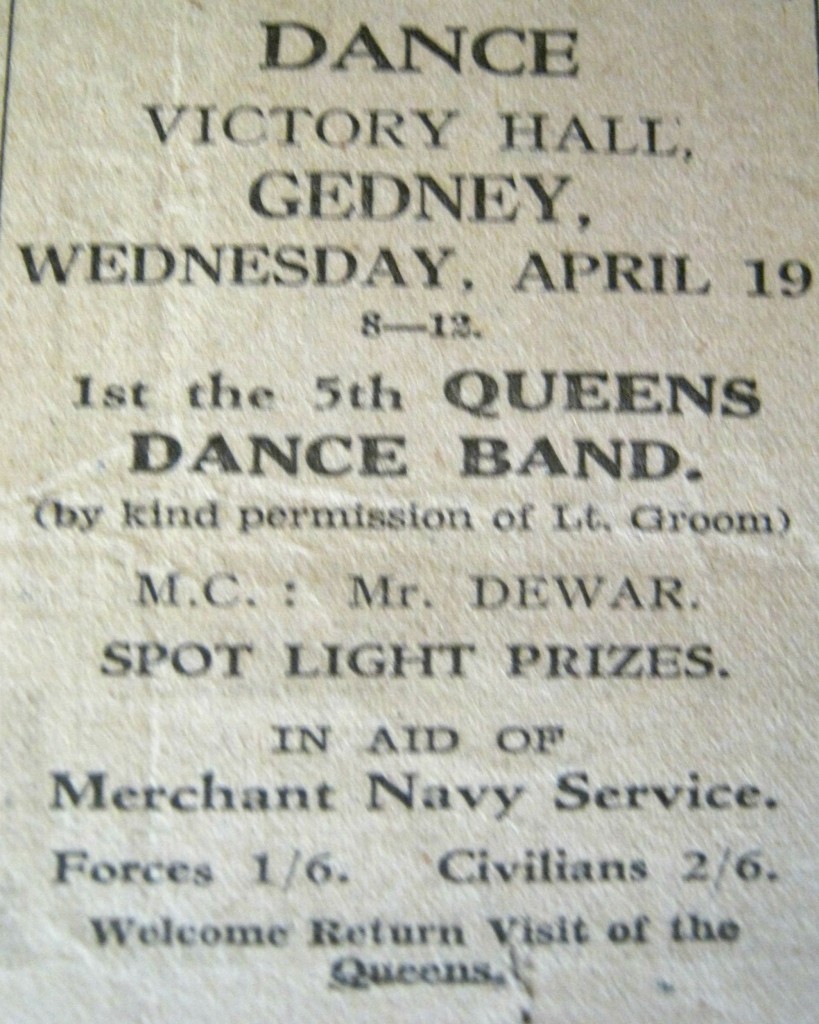 DANCE
VICTORY HALL,
GEDNEY,
WEDNESDAY, APRIL 19
8—12.
1st the 5th QUEENS
DANCE BAND.
(by kind permission of Lt. Groom)
M.C. : Mr. DEWAR.
SPOT LIGHT PRIZES.
IN AID OF
Merchant Navy Service.
Forces 1/6. Civilians 2/6.
Welcome Return Visit of the
Queens.